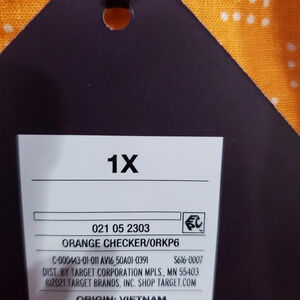 1X
021 05 2303
ORANGE CHECKER/ORKP6
C-000443-01-011 AV16 50A01-0391 S616-0007
DIST. BY TARGET CORPORATION MPLS., MN 55403
©2021 TARGET BRANDS, INC. SHOP TARGET.COM
ORIGIN: VIETNAM